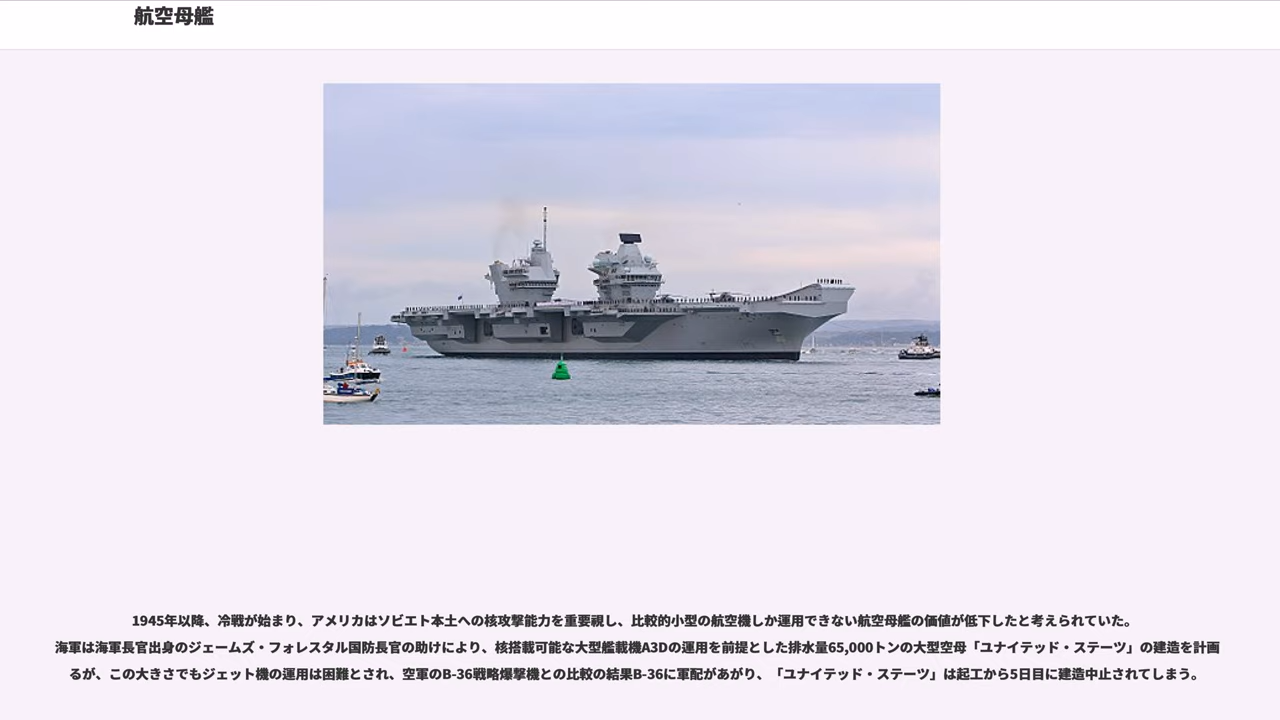 航空母艦
1945年以降、冷戦が始まり、アメリカはソビエト本土への核攻撃能力を重要視し、比較的小型の航空機しか運用できない航空母艦の価値が低下したと考えられていた。
海軍は海軍長官出身のジェームズ・フォレスタル国防長官の助けにより、核搭載可能な大型艦載機A3Dの運用を前提とした排水量65,000トンの大型空母「ユナイテッド・ステーツ」の建造を計画
るが、この大きさでもジェット機の運用は困難とされ、空軍のB-36戦略爆撃機との比較の結果B-36に軍配があがり、「ユナイテッド・ステーツ」は起工から5日目に建造中止されてしまう。